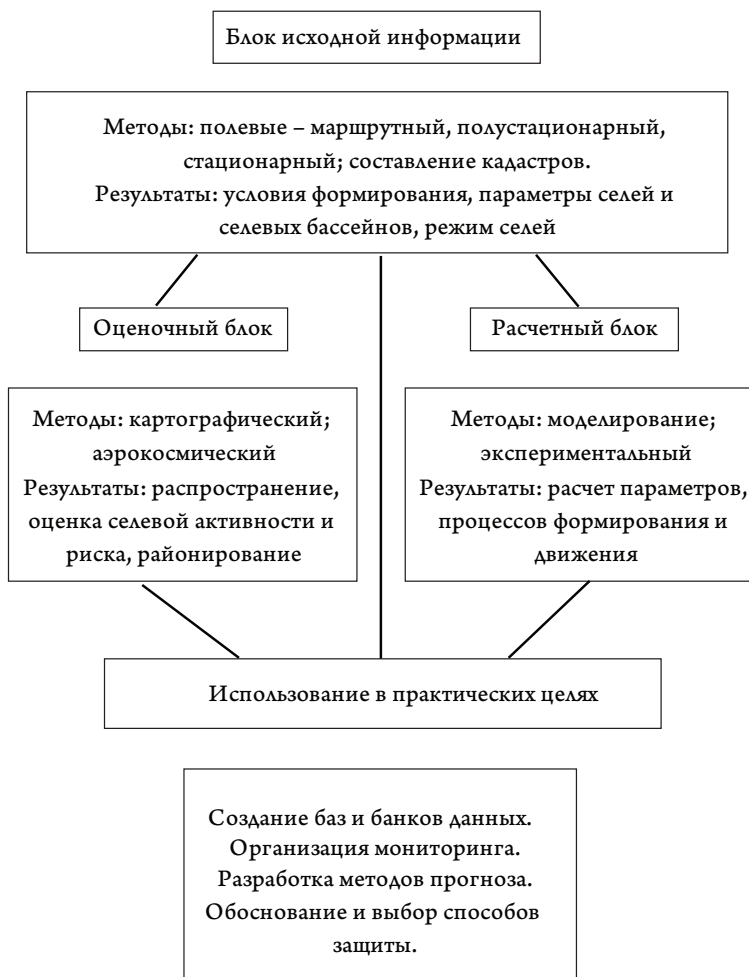 Блок исходной информации
Методы: полевые – маршрутный, полустационарный,
стационарный; составление кадастров.
Результаты: условия формирования, параметры селей и
селевых бассейнов, режим селей
Оценочный блок
Расчетный блок
Методы: картографический;
аэрокосмический
Результаты: распространение,
оценка селевой активности и
риска, районирование
Методы: моделирование;
экспериментальный
Результаты: расчет параметров,
процессов формирования и
движения
Использование в практических целях
Создание баз и банков данных.
Организация мониторинга.
Разработка методов прогноза.
Обоснование и выбор способов
защиты.